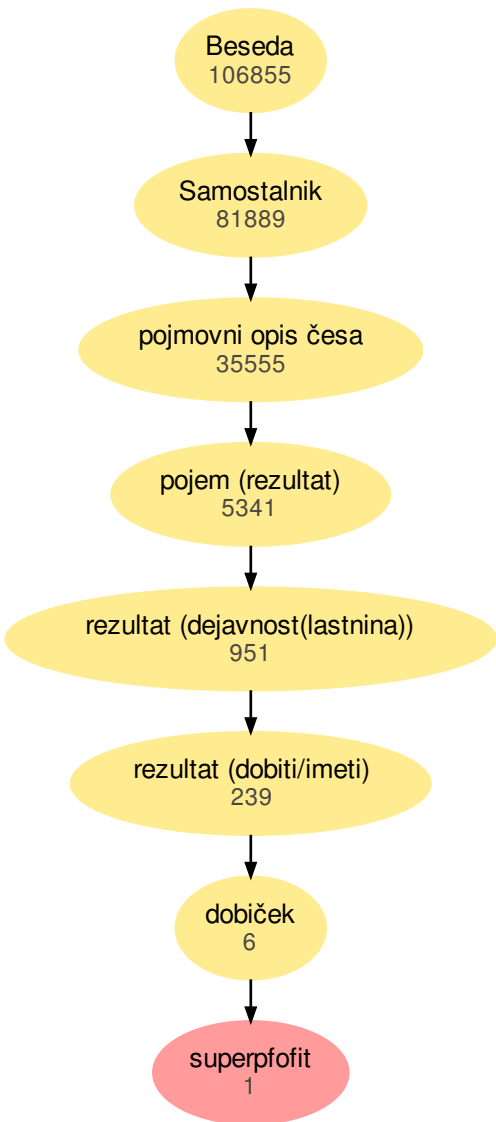 Beseda
106855
Samostalnik
81889
pojmovni opis česa
35555
pojem (rezultat)
5341
rezultat (dejavnost(lastnina))
951
rezultat (dobiti/imeti)
239
dobiček
6
superpfofit
1